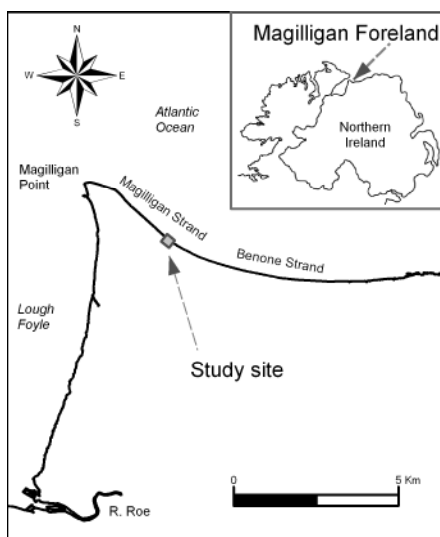 N
W
E
S
Atlantic
Ocean
Magilligan Foreland
Northern
Ireland
Magilligan
Point
Magilligan Strand
Benone Strand
Lough
Foyle
Study site
0
5 Km
R. Roe